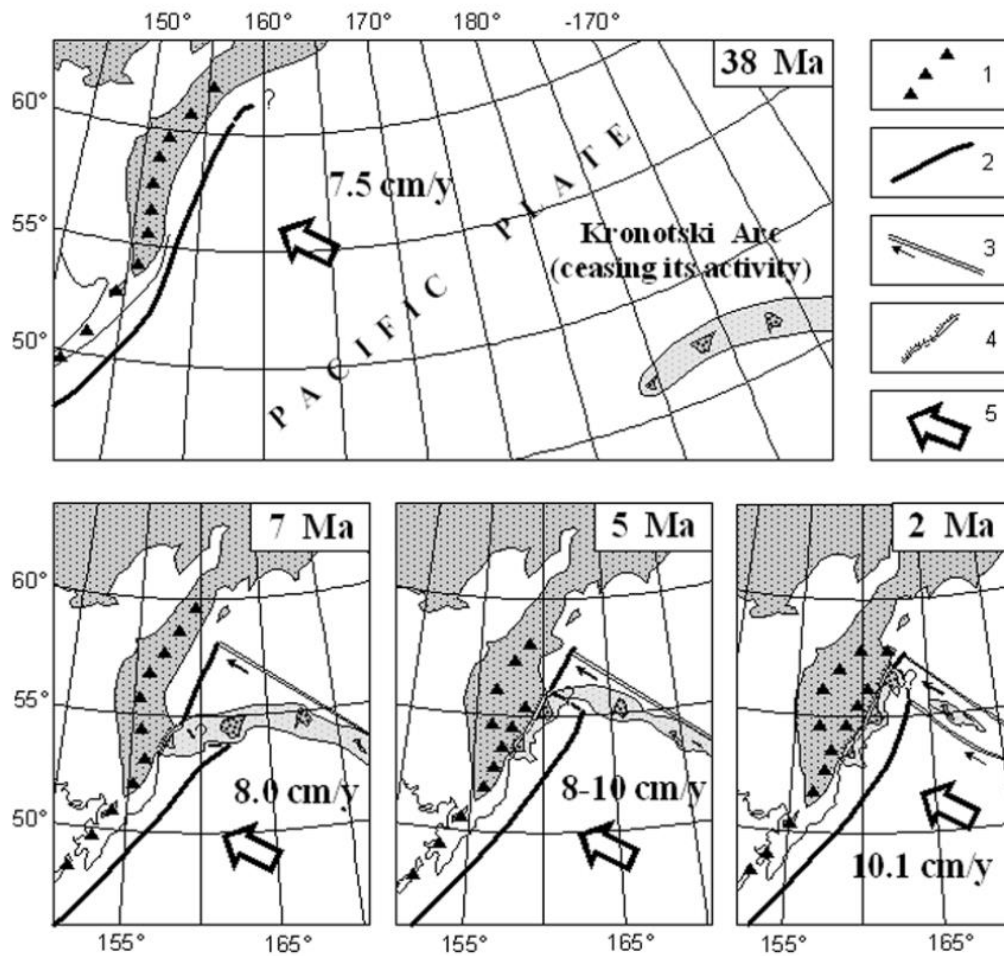 150° 160° 170° 180° -170°
38 Ma
60°
?
7.5 cm/y
55°
PACIFIC PLATE
Kronotski Arc
(ceasing its activity)
50°
1
2
3
4
5
7 Ma
5 Ma
2 Ma
60°
55°
8.0 cm/y
8-10 cm/y
50°
10.1 cm/y
155° 165° 155° 165° 155° 165°